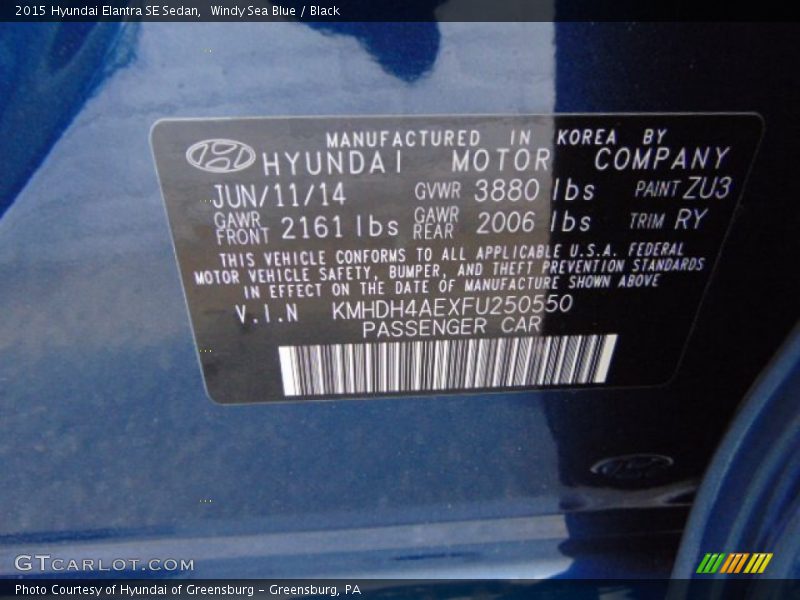 2015 Hyundai Elantra SE Sedan, Windy Sea Blue / Black
MANUFACTURED IN KOREA BY
HYUNDAI MOTOR COMPANY
JUN/11/14 GVWR 3880 lbs PAINT ZU3
GAWR FRONT 2161 lbs GAWR REAR 2006 lbs TRIM RY
THIS VEHICLE CONFORMS TO ALL APPLICABLE U.S.A. FEDERAL
MOTOR VEHICLE SAFETY, BUMPER, AND THEFT PREVENTION STANDARDS
IN EFFECT ON THE DATE OF MANUFACTURE SHOWN ABOVE
V.I.N KMHDH4AEXFU250550
PASSENGER CAR
GTCARLOT.COM
Photo Courtesy of Hyundai of Greensburg - Greensburg, PA